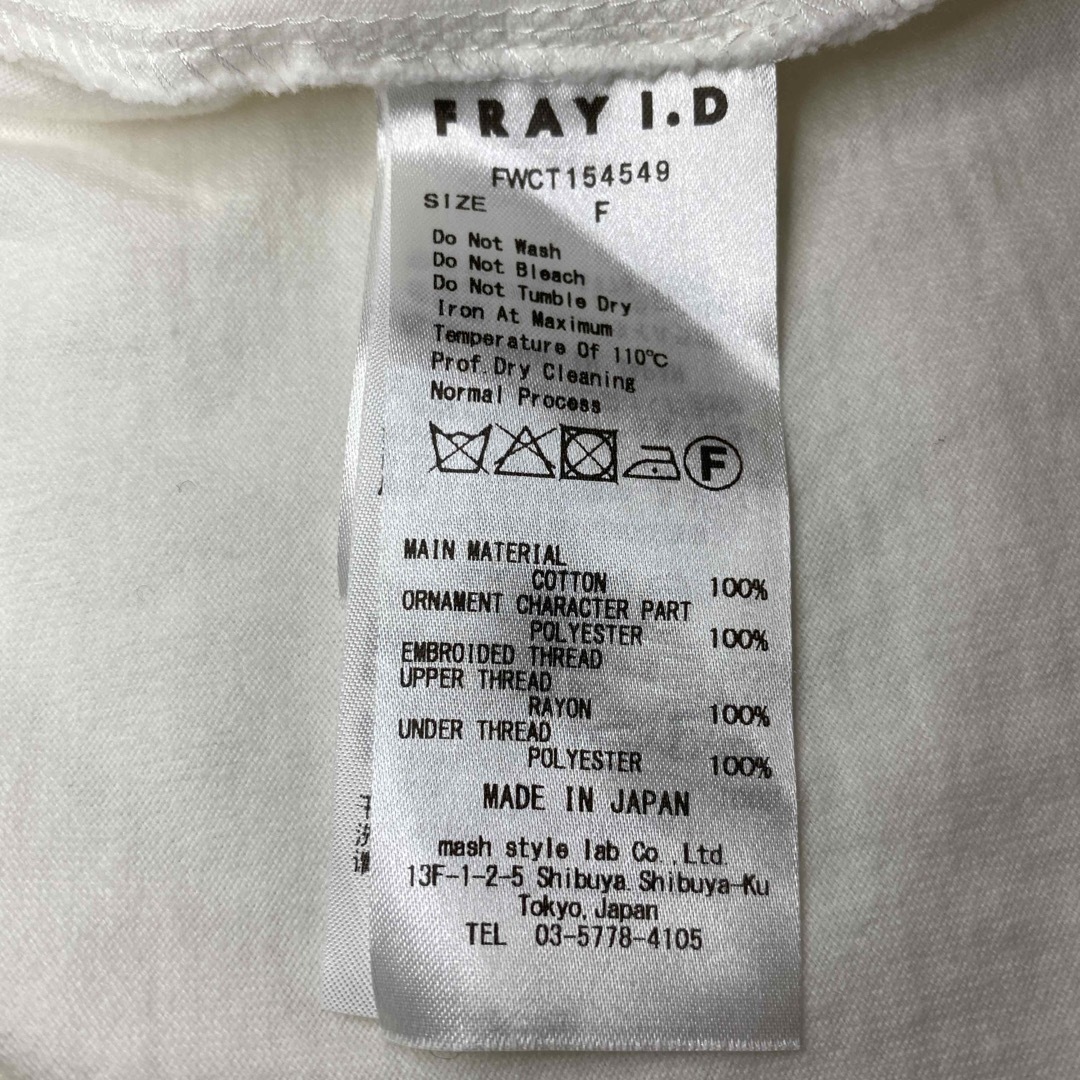 FRAY I.D
FWCT154549
SIZE F
Do Not Wash
Do Not Bleach
Do Not Tumble Dry
Iron At Maximum
Temperature Of 110℃
Prof.Dry Cleaning
Normal Process
F
MAIN MATERIAL
COTTON 100%
ORNAMENT CHARACTER PART
POLYESTER 100%
EMBROIDED THREAD
UPPER THREAD
RAYON 100%
UNDER THREAD
POLYESTER 100%
MADE IN JAPAN
mash style lab Co.,Ltd.
13F-1-2-5 Shibuya Shibuya-Ku
Tokyo, Japan
TEL 03-5778-4105